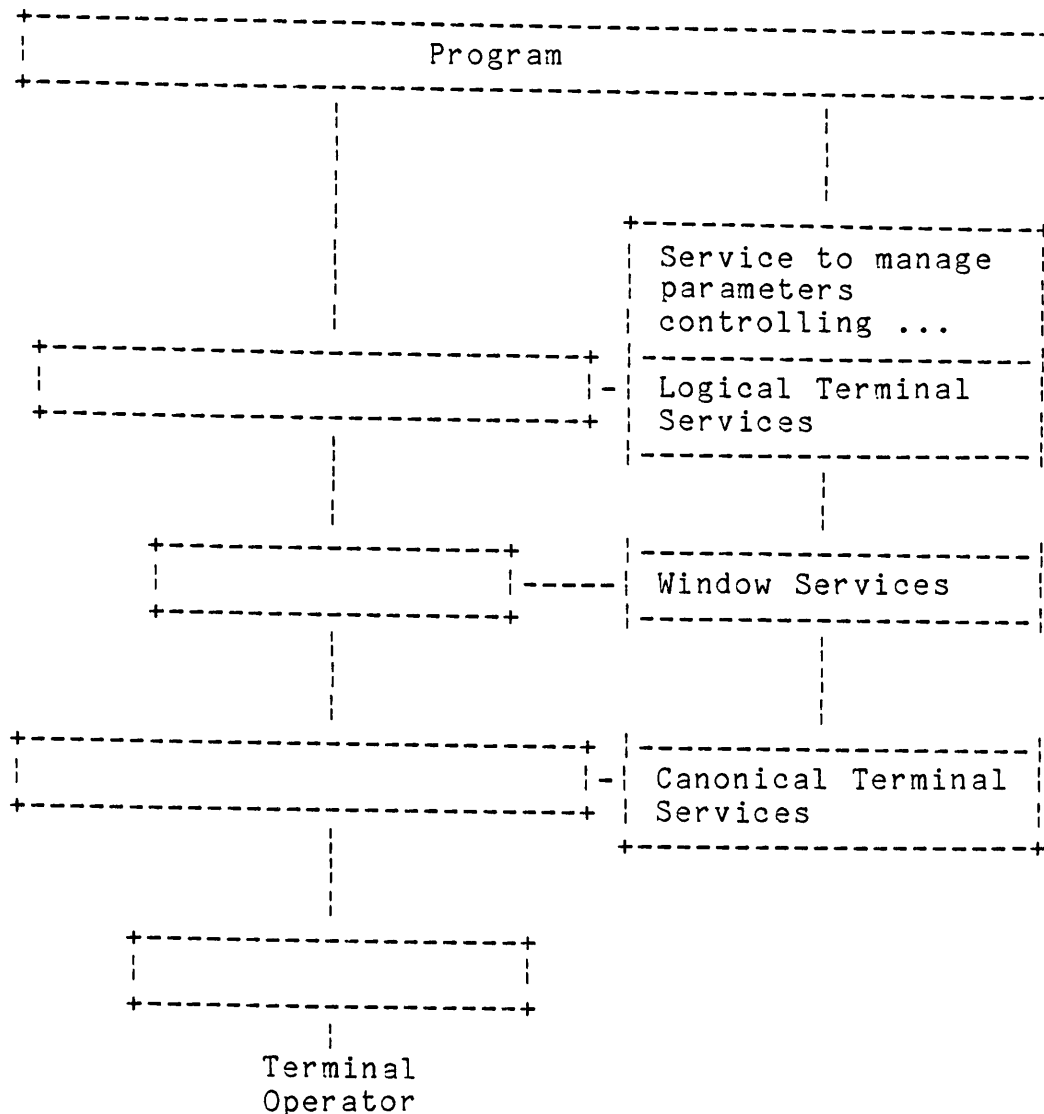 Program
Service to manage
parameters
controlling ...
Logical Terminal
Services
Window Services
Canonical Terminal
Services
Terminal
Operator